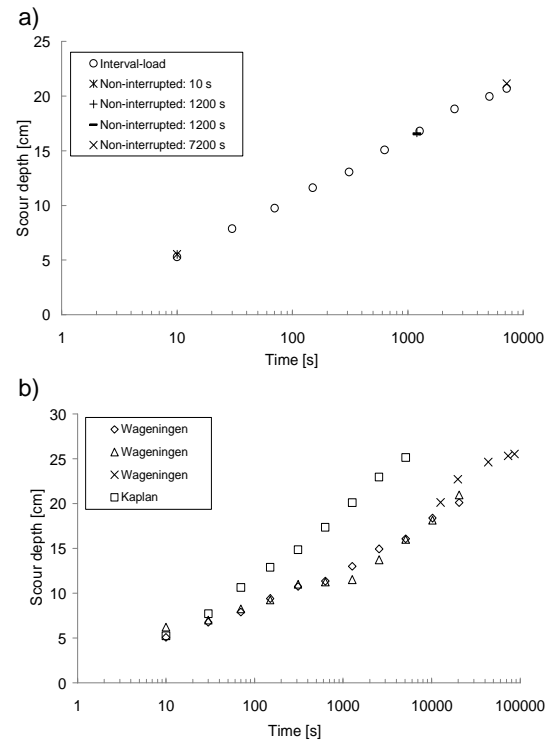 a)
25
20
15
10
5
0
Scour depth [cm]
Interval-load
Non-interrupted: 10 s
Non-interrupted: 1200 s
Non-interrupted: 1200 s
Non-interrupted: 7200 s
1 10 100 1000 10000
Time [s]
b)
30
25
20
15
10
5
0
Scour depth [cm]
Wageningen
Wageningen
Wageningen
Kaplan
1 10 100 1000 10000 100000
Time [s]